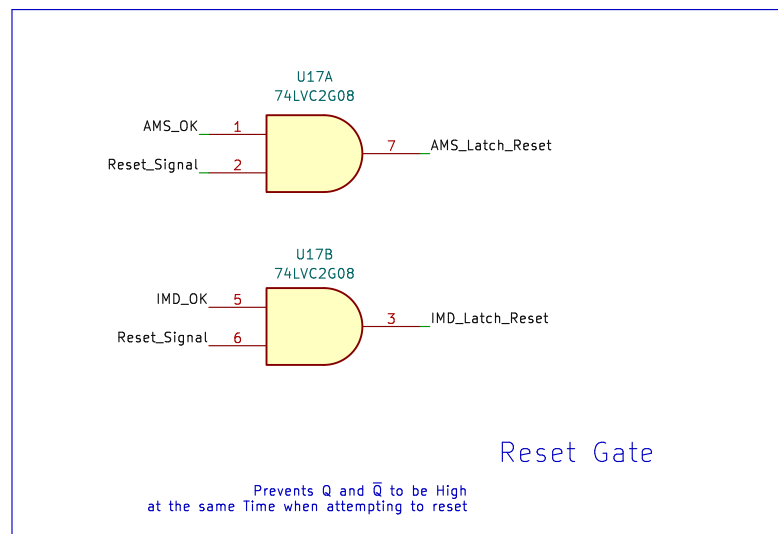 U17A
74LVC2G08
AMS_OK
1
Reset_Signal
2
7
AMS_Latch_Reset
U17B
74LVC2G08
IMD_OK
5
Reset_Signal
6
3
IMD_Latch_Reset
Reset Gate
Prevents Q and Q̅ to be High
at the same Time when attempting to reset